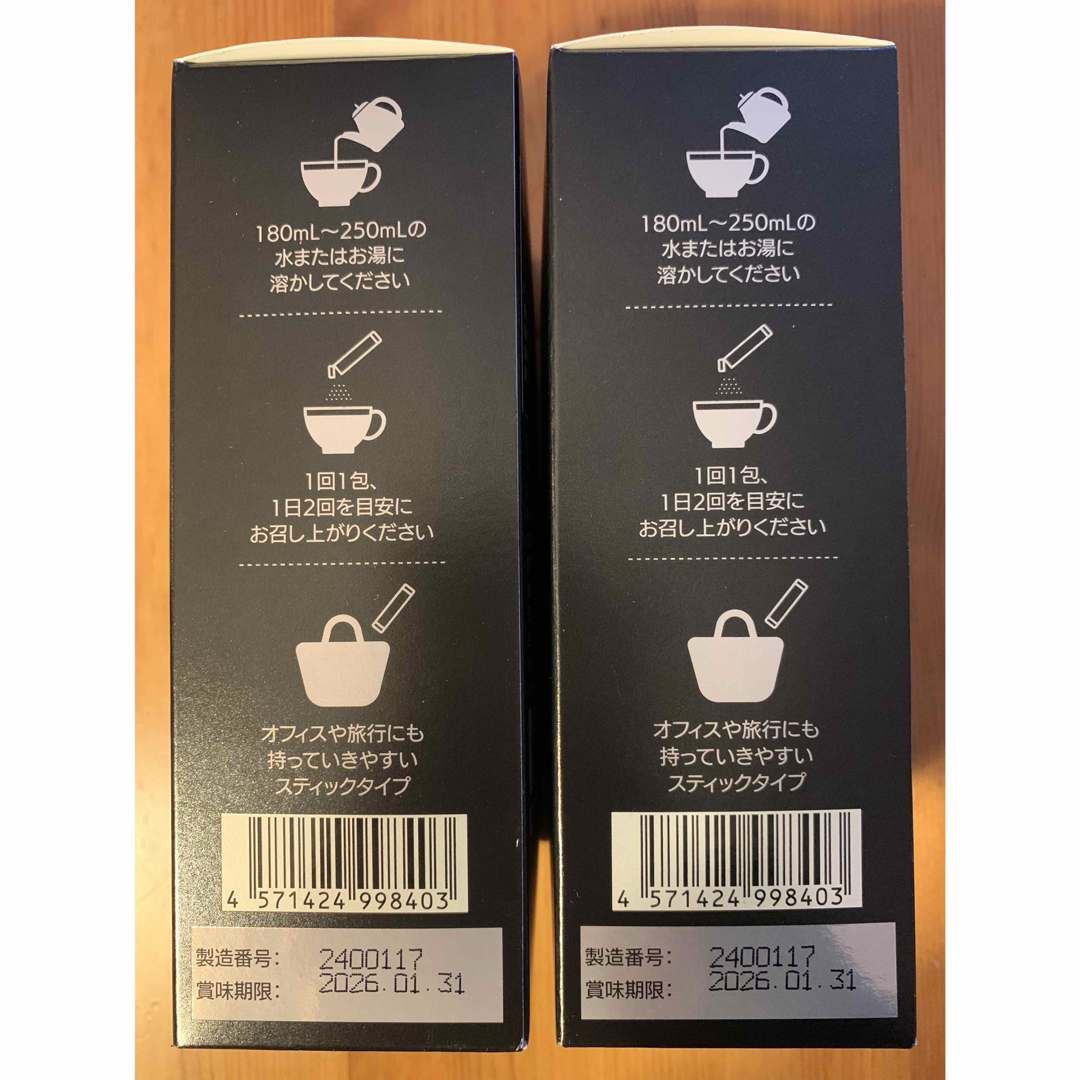 180mL〜250mLの
水またはお湯に
溶かしてください
1回1包、
1日2回を目安に
お召し上がりください
オフィスや旅行にも
持っていきやすい
スティックタイプ
4 571424 998403
製造番号: 2400117
賞味期限: 2026.01.31
180mL〜250mLの
水またはお湯に
溶かしてください
1回1包、
1日2回を目安に
お召し上がりください
オフィスや旅行にも
持っていきやすい
スティックタイプ
4 571424 998403
製造番号: 2400117
賞味期限: 2026.01.31